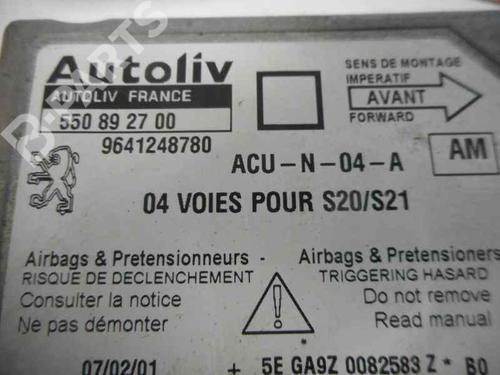 Autoliv
AUTOLIV FRANCE
550 89 27 00
9641248780
SENS DE MONTAGE
IMPERATIF
AVANT
FORWARD
ACU-N-04-A
AM
04 VOIES POUR S20/S21
Airbags & Pretensionneurs -
RISQUE DE DECLENCHEMENT
Consulter la notice
Ne pas démonter
Airbags & Pretensioners
TRIGGERING HASARD
Do not remove
Read manual
07/02/01 + 5E GA9Z 0082583 Z * B0
B-PARTS